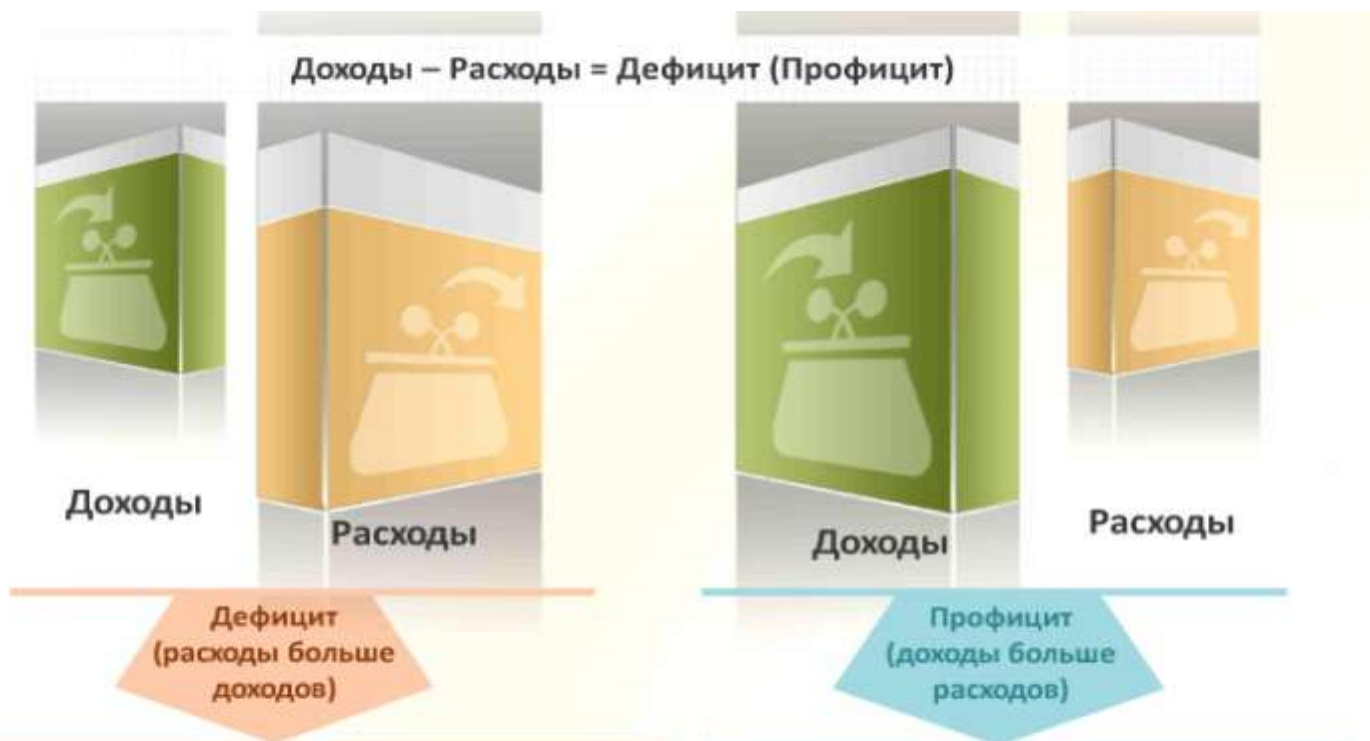 Доходы – Расходы = Дефицит (Профицит)
Доходы
Расходы
Доходы
Расходы
Дефицит
(расходы больше
доходов)
Профицит
(доходы больше
расходов)